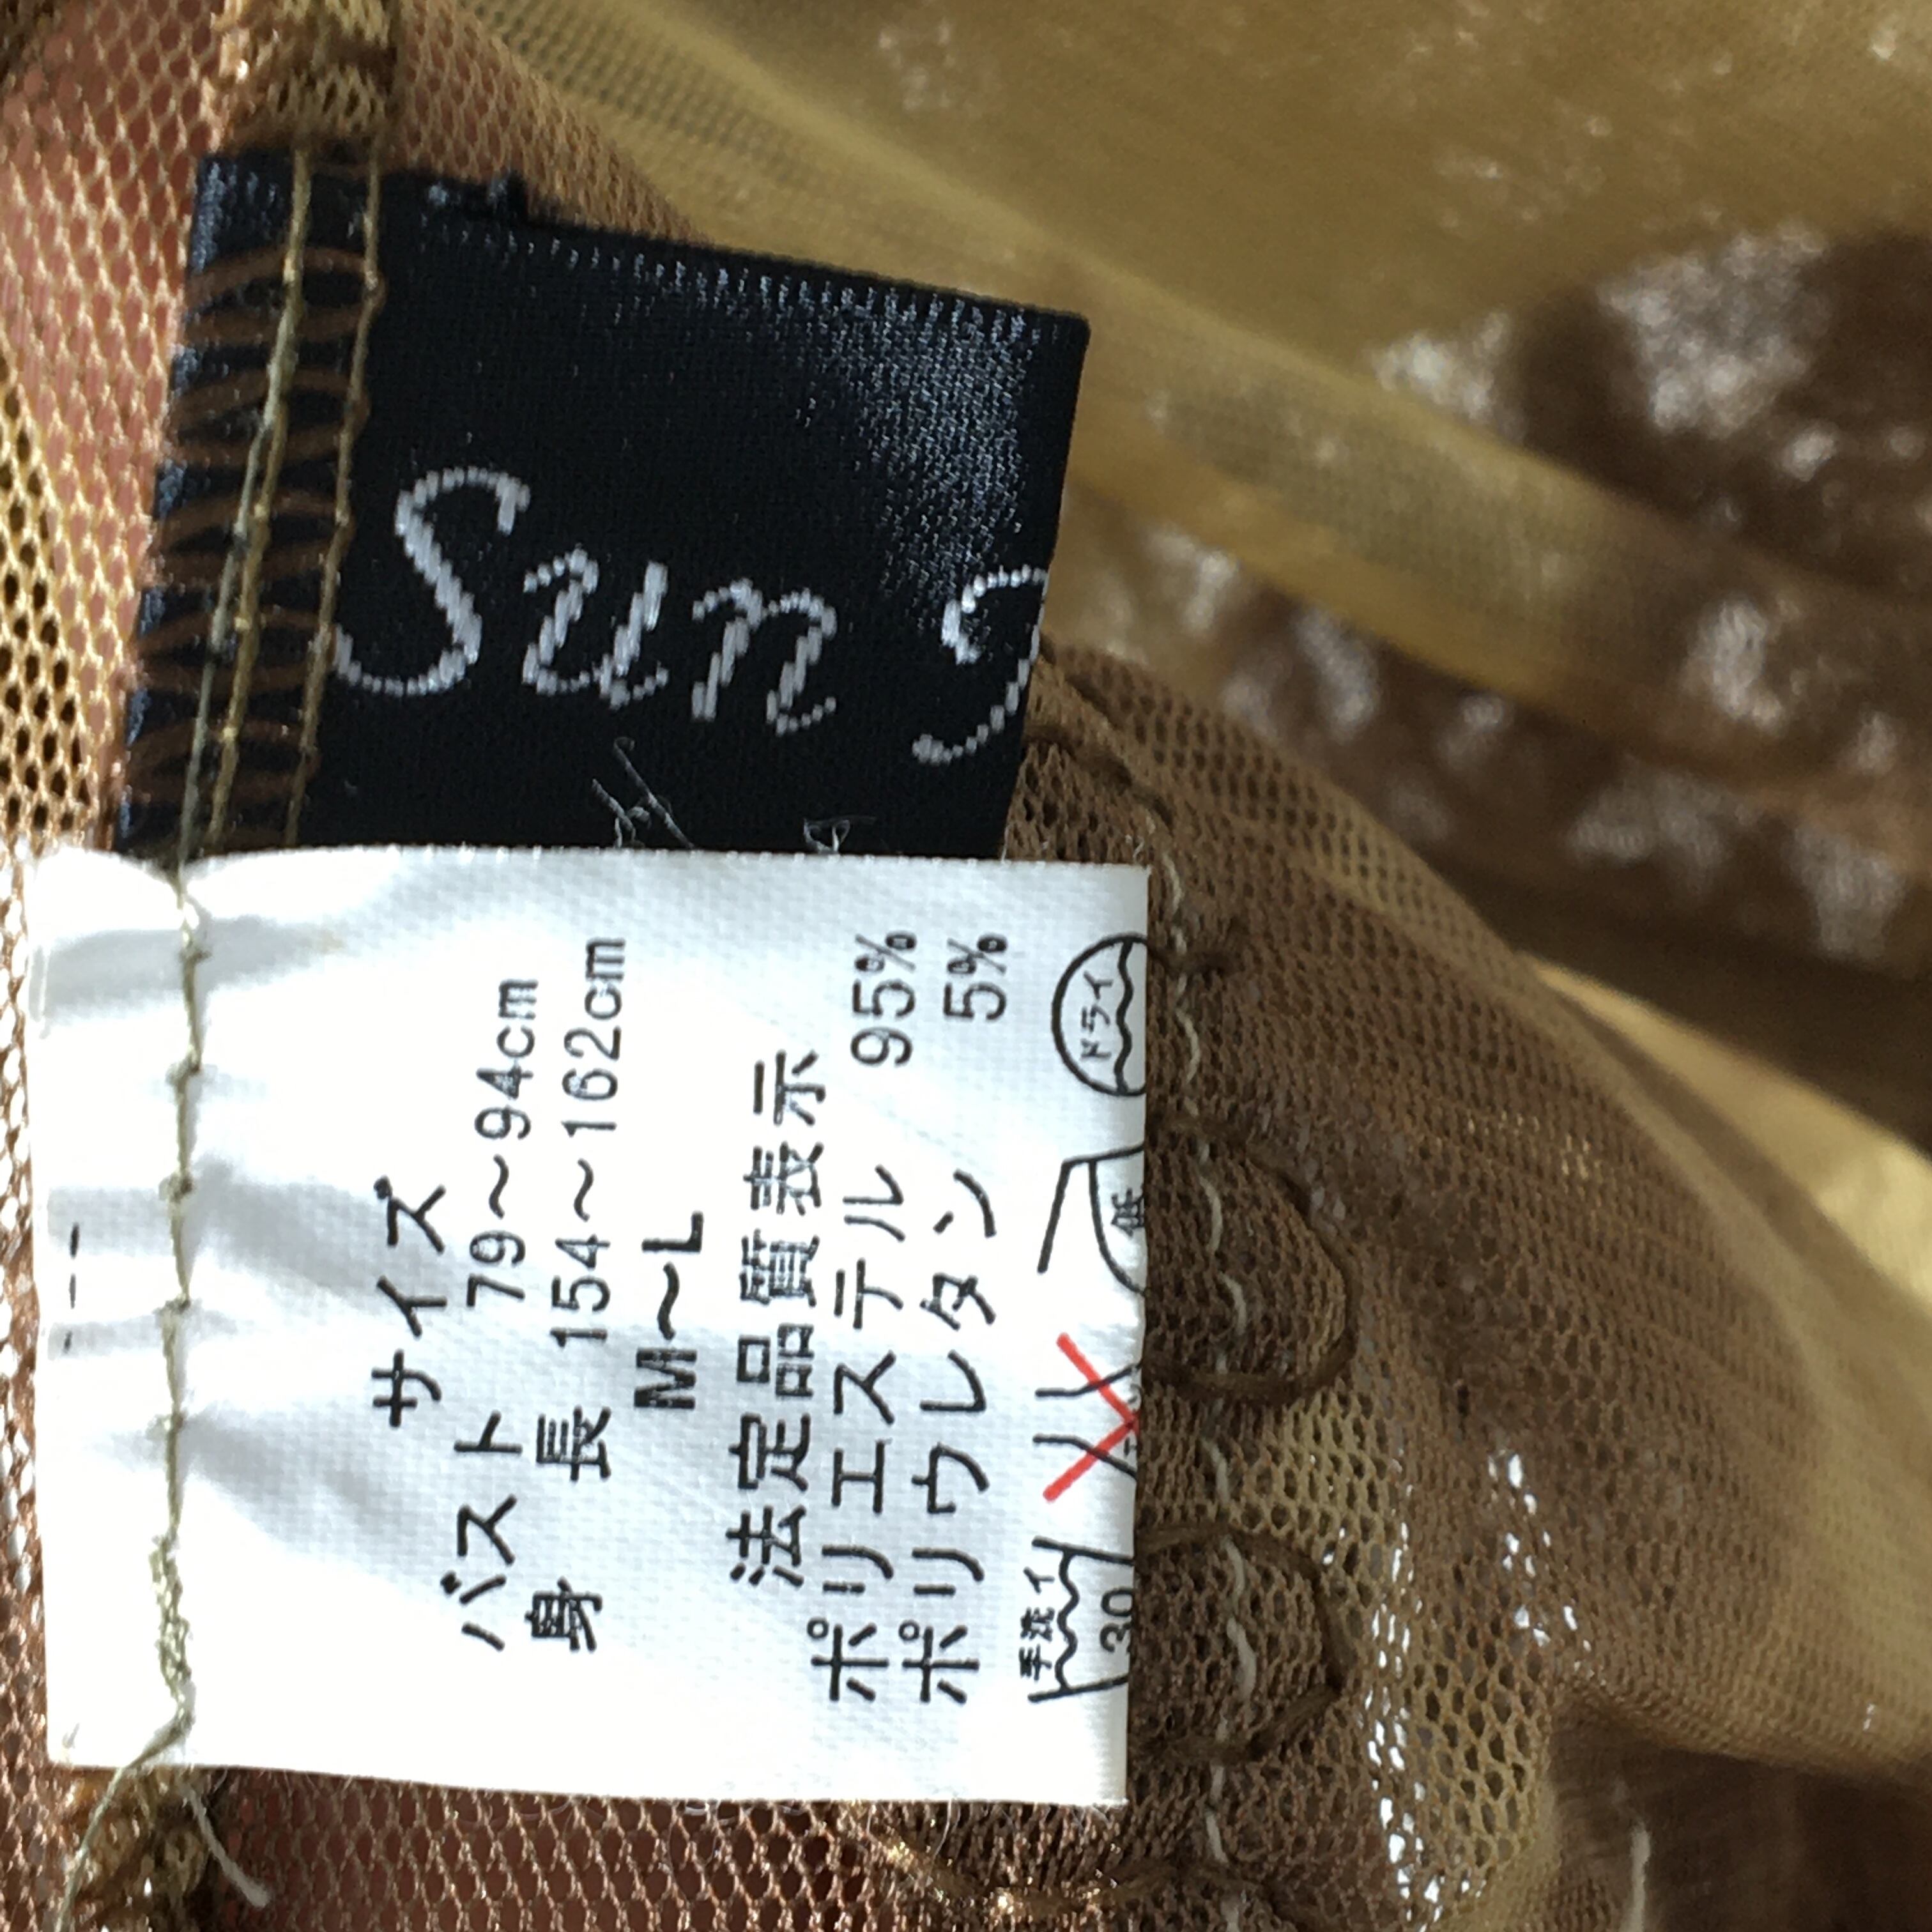 Sun
サイズ
バスト 79〜94cm
身 長 154〜162cm
M〜L
法定品質表示
ポリエステル 95%
ポリウレタン 5%
手洗イ
30
低
ドライ